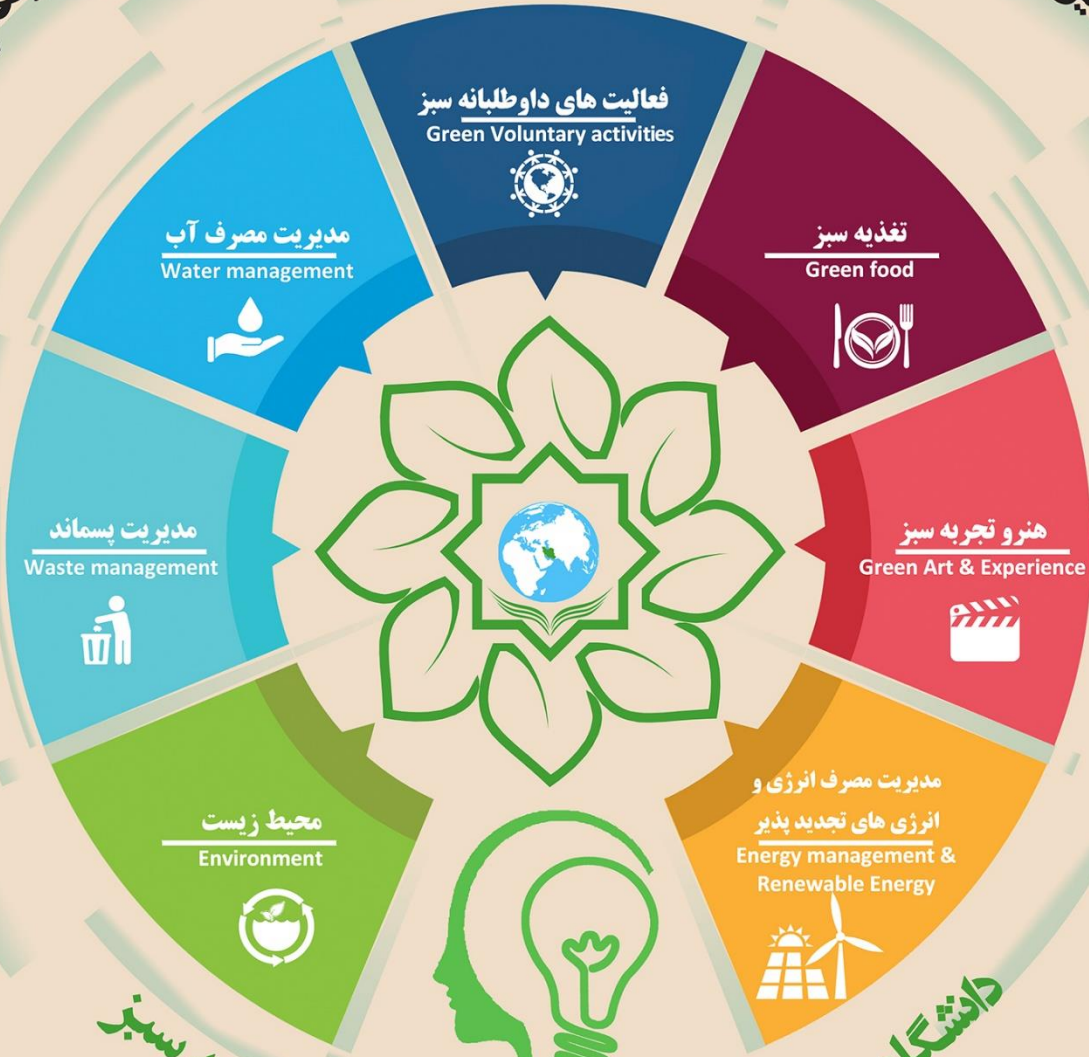 فعالیت های داوطلبانه سبز
Green Voluntary activities
تغذیه سبز
Green food
مدیریت مصرف آب
Water management
هنرو تجربه سبز
Green Art & Experience
مدیریت پسماند
Waste management
مدیریت مصرف انرژی و
انرژی های تجدید پذیر
Energy management &
Renewable Energy
محیط زیست
Environment
سبز